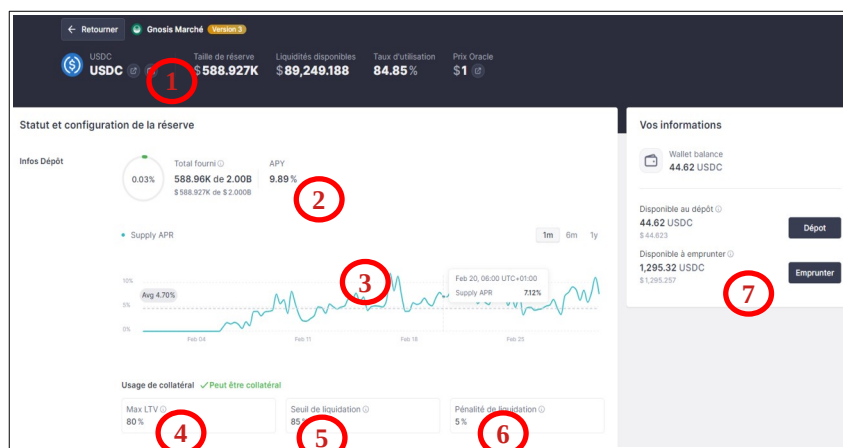 ← Retourner Gnosis Marché Version 3
USDC
USDC
Taille de réserve
$588.927K
Liquidités disponibles
$89,249.188
Taux d'utilisation
84.85%
Prix Oracle
$1
1
Statut et configuration de la réserve
Infos Dépôt
0.03%
Total fourni
588.96K de 2.00B
$588.927K de $2.000B
APY
9.89%
2
Supply APR
1m 6m 1y
10%
Avg 4.70%
5%
0%
3
Feb 20, 06:00 UTC+01:00
Supply APR 7.12%
Feb 04 Feb 11 Feb 18 Feb 25
Usage de collatéral ✓ Peut être collatéral
Max LTV
80%
4
Seuil de liquidation
85%
5
Pénalité de liquidation
5%
6
Vos informations
Wallet balance
44.62 USDC
Disponible au dépôt
44.62 USDC
$44.623
Dépot
Disponible à emprunter
1,295.32 USDC
$1,295.257
Emprunter
7